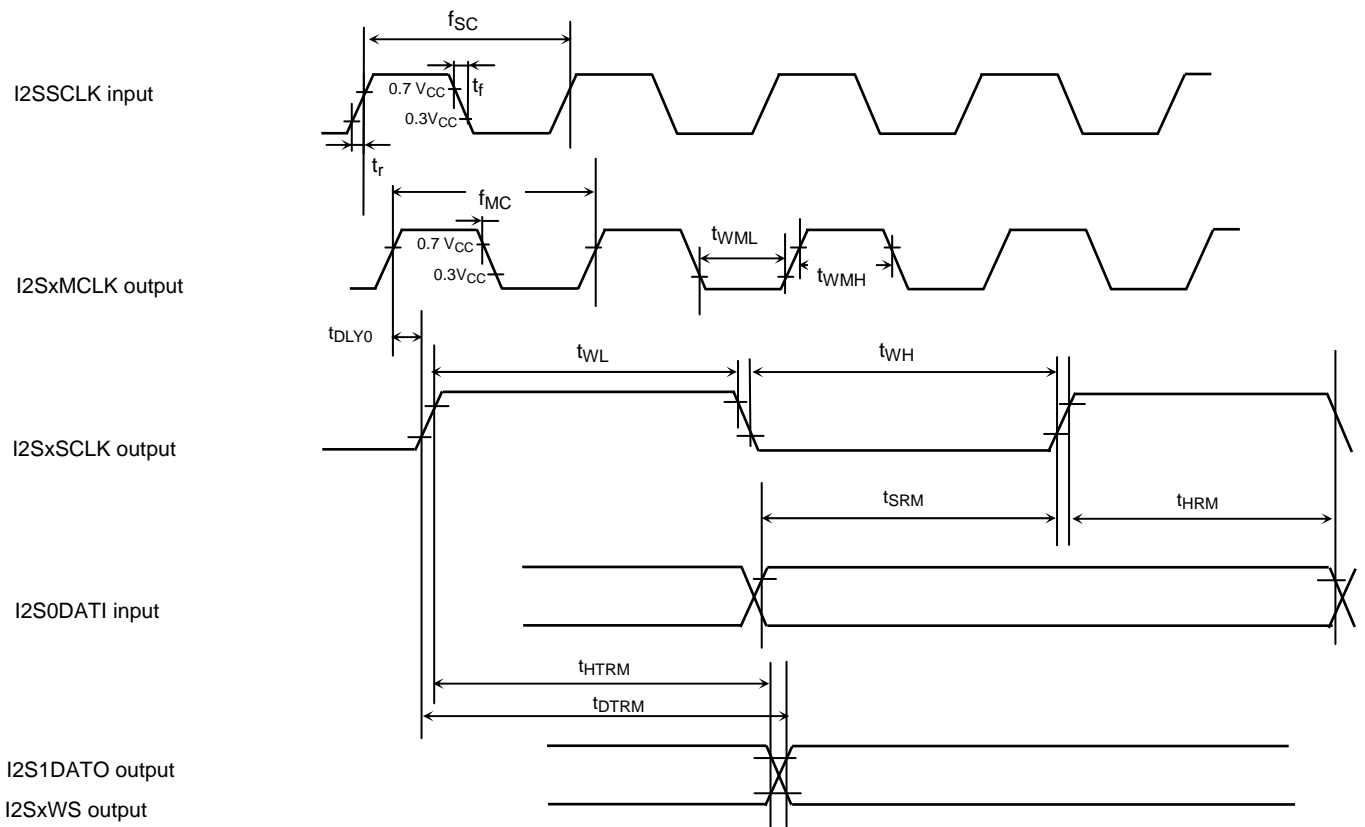 fSC
I2SSCLK input
0.7 VCC
tf
0.3VCC
tr
fMC
0.7 VCC
tWML
0.3VCC
tWMH
I2SxMCLK output
tDLY0
tWL
tWH
I2SxSCLK output
tSRM
tHRM
I2S0DATI input
tHTRM
tDTRM
I2S1DATO output
I2SxWS output